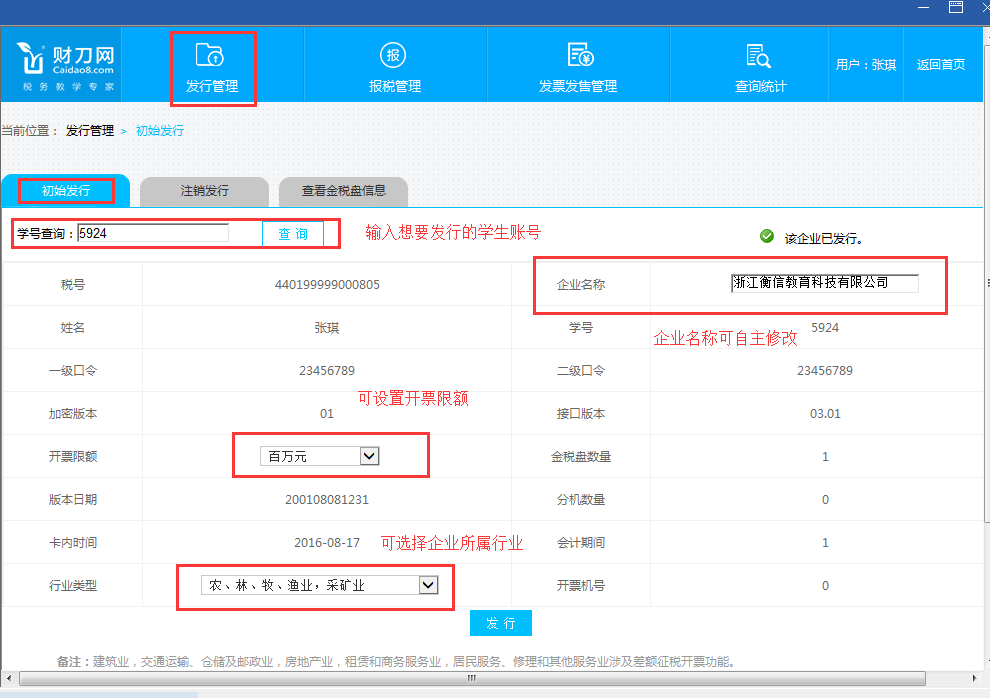 财刀网
Caidao8.com
税务教学专家
发行管理
报
报税管理
发票发售管理
查询统计
用户：张琪
返回首页
当前位置： 发行管理 > 初始发行
初始发行
注销发行
查看金税盘信息
学号查询： 5924 查 询
输入想要发行的学生账号
该企业已发行。
税号 440199999000805 企业名称 浙江衡信教育科技有限公司
姓名 张琪 学号 5924
企业名称可自主修改
一级口令 23456789 二级口令 23456789
可设置开票限额
加密版本 01 接口版本 03.01
开票限额 百万元 金税盘数量 1
版本日期 200108081231 分机数量 0
卡内时间 2016-08-17 可选择企业所属行业 会计期间 1
行业类型 农、林、牧、渔业，采矿业 开票机号 0
发 行
备注：建筑业，交通运输、仓储及邮政业，房地产业，租赁和商务服务业，居民服务、修理和其他服务业涉及差额征税开票功能。